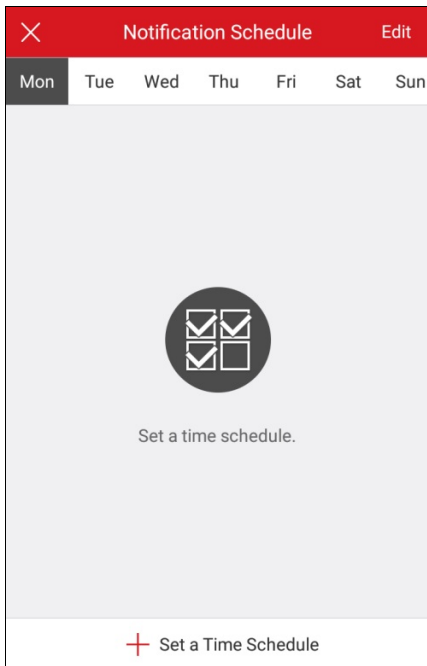 Notification Schedule Edit
Mon Tue Wed Thu Fri Sat Sun
Set a time schedule.
Set a Time Schedule